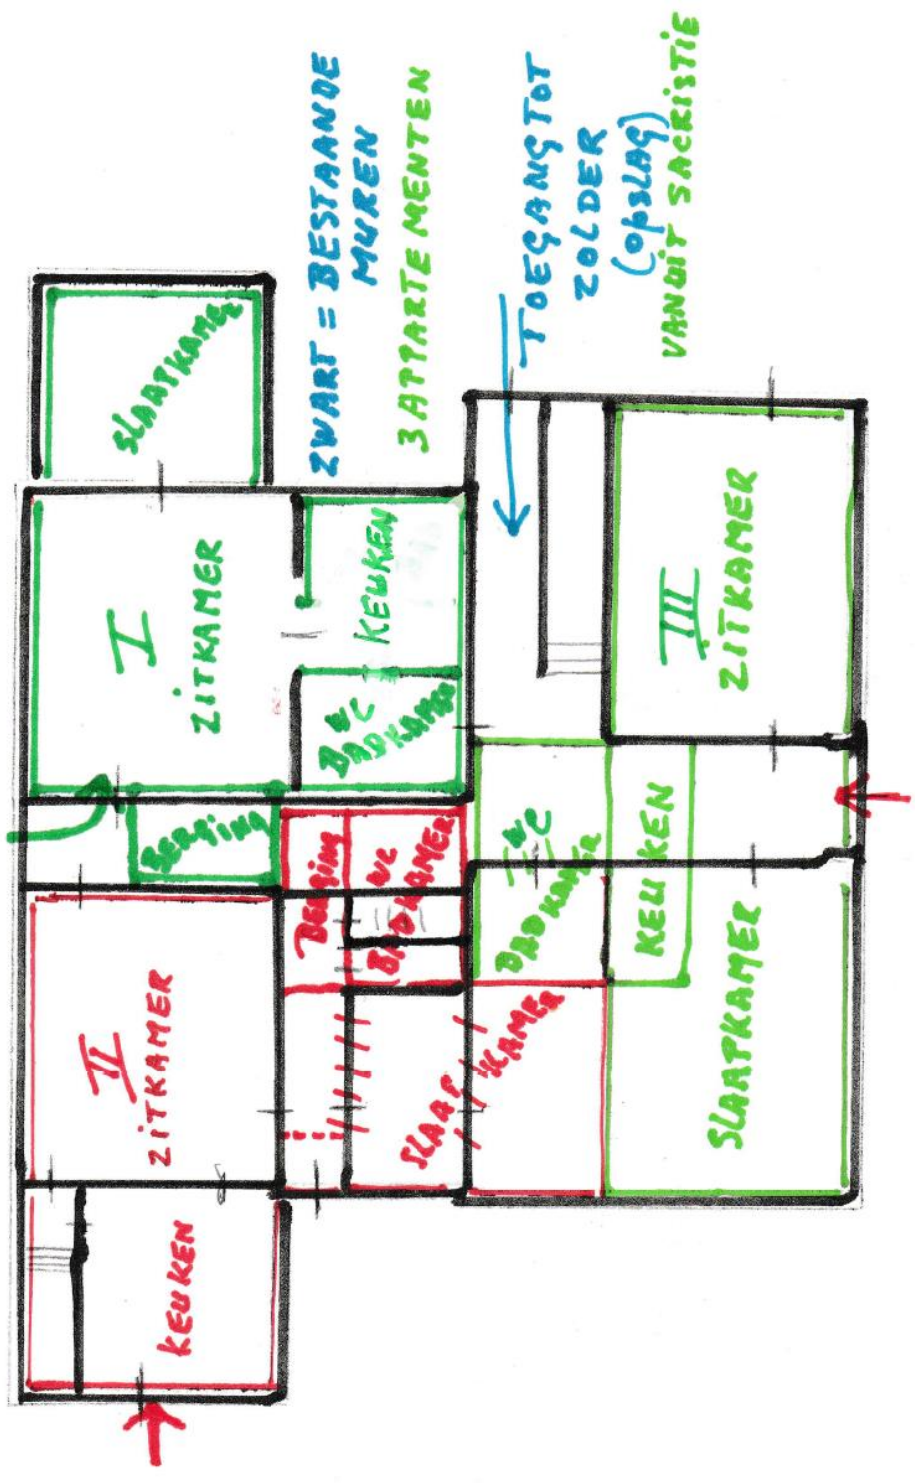 KEUKEN
II
ZITKAMER
BERGING
I
ZITKAMER
SLAAPKAMER
BERGING
WC
BADKAMER
WC
BADKAMER
KEUKEN
SLAAPKAMER
ZWART = BESTAANDE
MUREN
3 APPARTEMENTEN
WC
BADKAMER
KEUKEN
SLAAPKAMER
III
ZITKAMER
TOEGANG TOT
ZOLDER
(OPSLAG)
VANUIT SACRISTIE